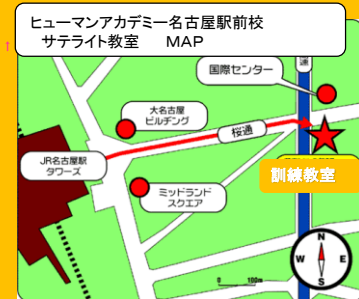 ヒューマンアカデミー名古屋駅前校
サテライト教室 MAP
↑
速
国際センター
大名古屋
ビルヂング
桜通
JR名古屋駅
タワーズ
訓練教室
ミッドランド
スクエア
N
W E
S
0 100m